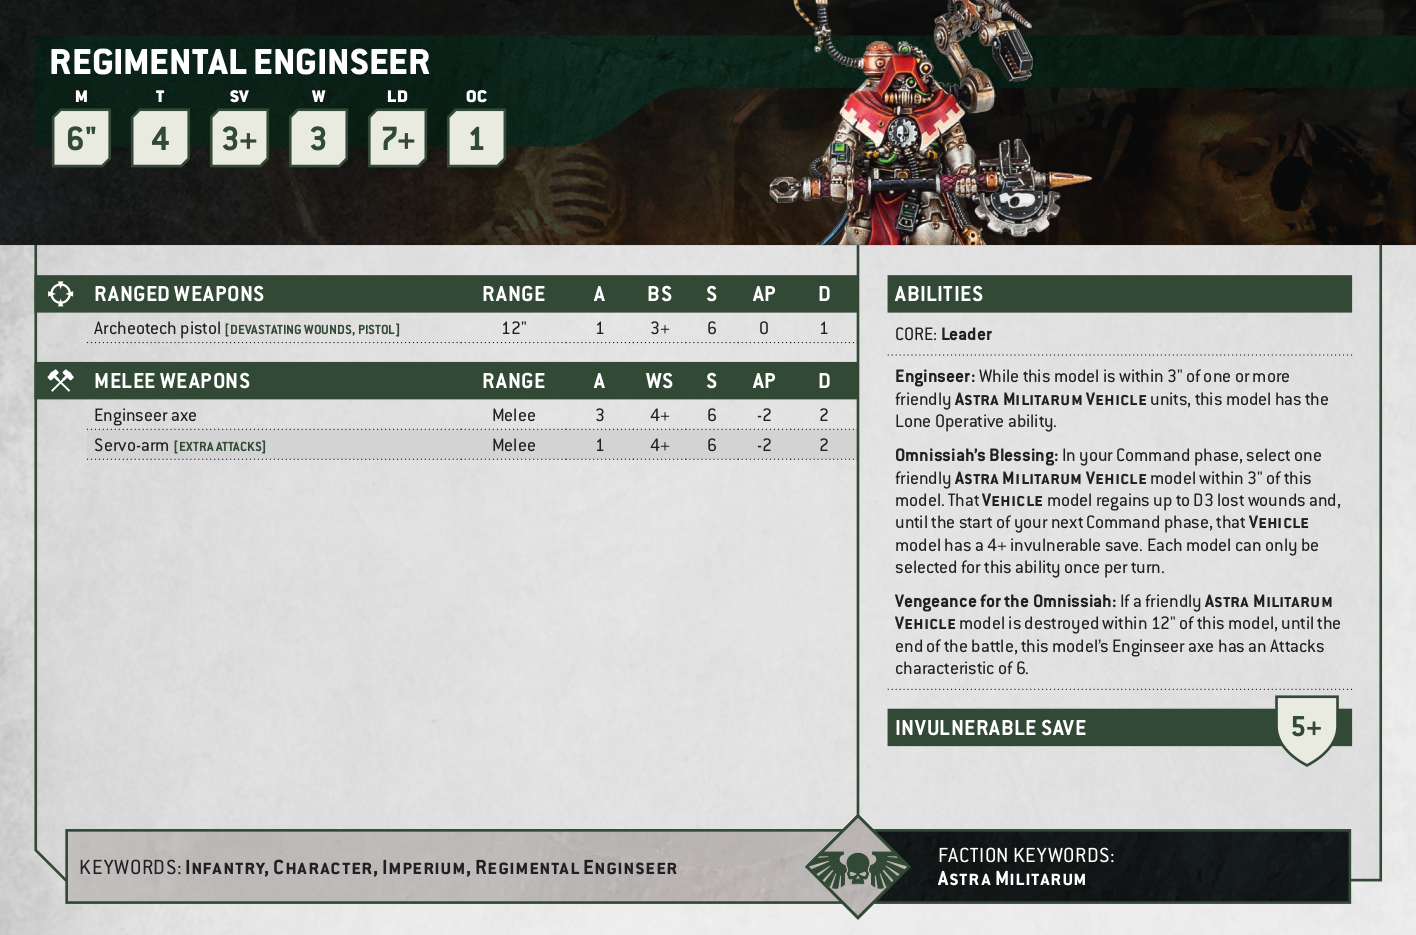 REGIMENTAL ENGINSEER
M T SV W LD OC
6" 4 3+ 3 7+ 1
RANGED WEAPONS RANGE A BS S AP D
Archeotech pistol [DEVASTATING WOUNDS, PISTOL] 12" 1 3+ 6 0 1
MELEE WEAPONS RANGE A WS S AP D
Enginseer axe Melee 3 4+ 6 -2 2
Servo-arm [EXTRA ATTACKS] Melee 1 4+ 6 -2 2
ABILITIES
CORE: Leader
Enginseer: While this model is within 3" of one or more
friendly ASTRA MILITARUM VEHICLE units, this model has the
Lone Operative ability.
Omnissiah's Blessing: In your Command phase, select one
friendly ASTRA MILITARUM VEHICLE model within 3" of this
model. That VEHICLE model regains up to D3 lost wounds and,
until the start of your next Command phase, that VEHICLE
model has a 4+ invulnerable save. Each model can only be
selected for this ability once per turn.
Vengeance for the Omnissiah: If a friendly ASTRA MILITARUM
VEHICLE model is destroyed within 12" of this model, until the
end of the battle, this model's Enginseer axe has an Attacks
characteristic of 6.
INVULNERABLE SAVE 5+
KEYWORDS: INFANTRY, CHARACTER, IMPERIUM, REGIMENTAL ENGINSEER
FACTION KEYWORDS:
ASTRA MILITARUM